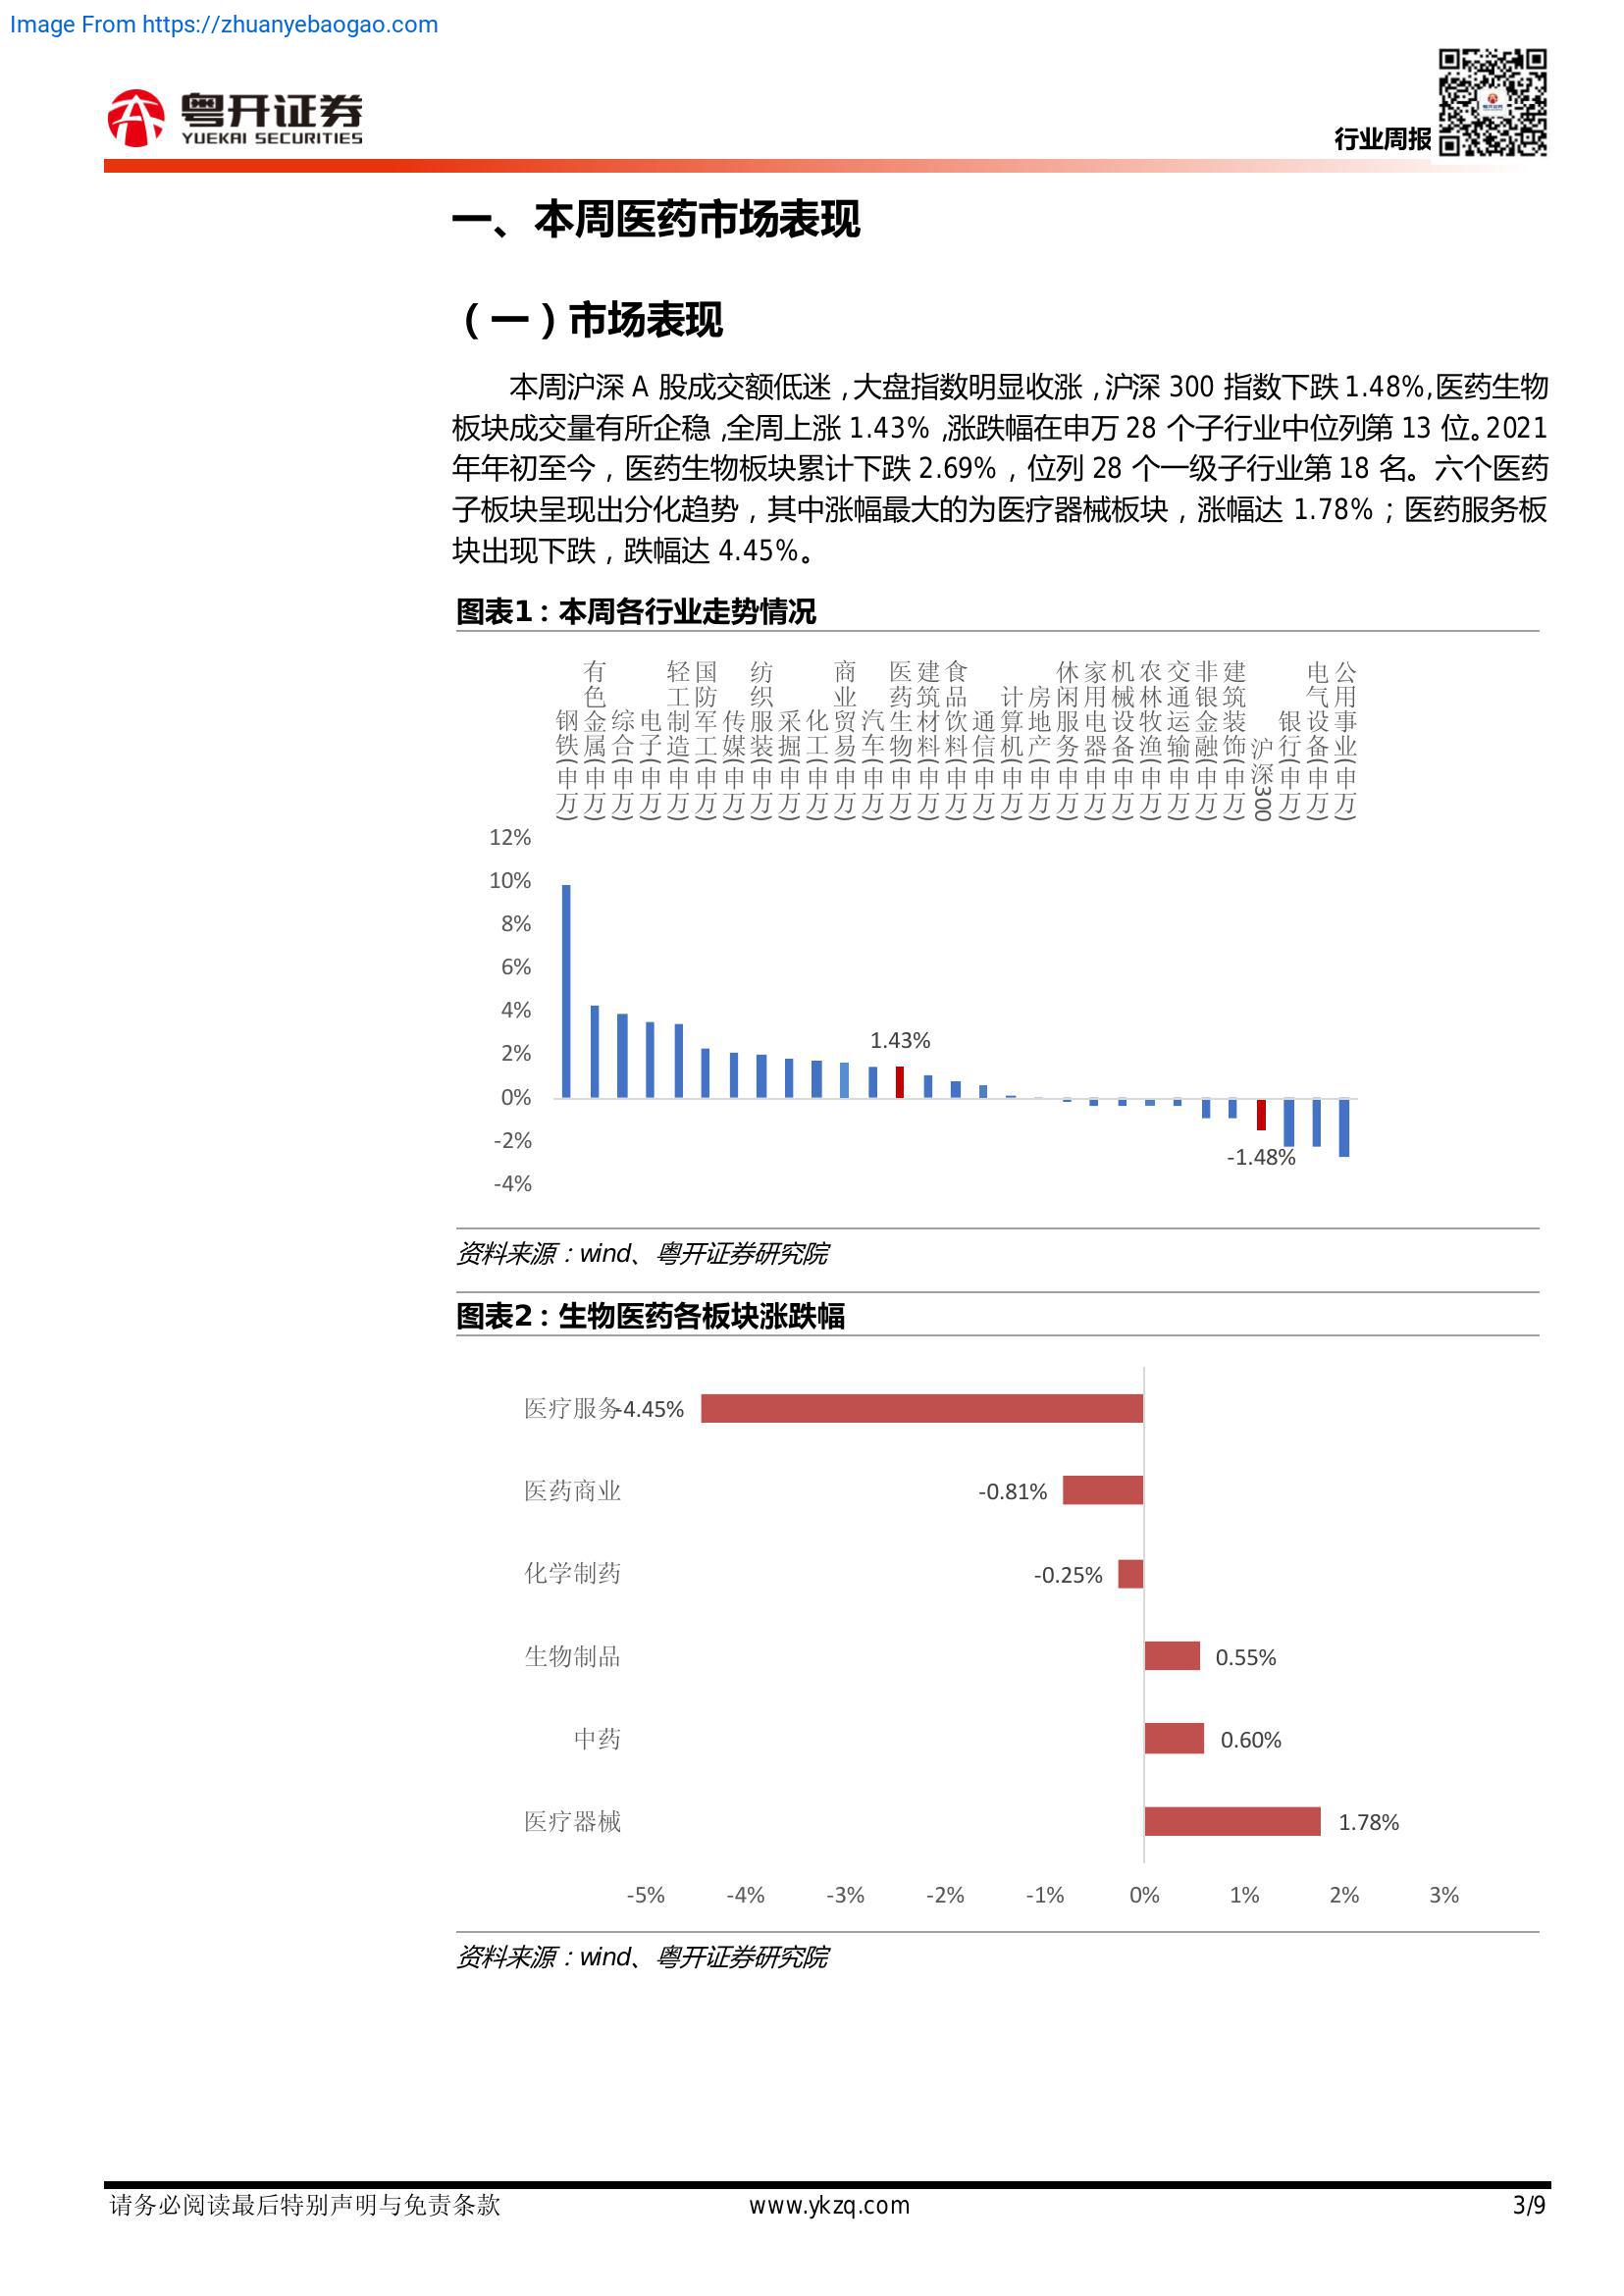 Image From https://zhuanyebaogao.com
粤开证券
YUEKAI SECURITIES
行业周报
一、本周医药市场表现
（一）市场表现
本周沪深 A 股成交额低迷，大盘指数明显收涨，沪深 300 指数下跌 1.48%，医药生物
板块成交量有所企稳，全周上涨 1.43%，涨跌幅在申万 28 个子行业中位列第 13 位。2021
年年初至今，医药生物板块累计下跌 2.69%，位列 28 个一级子行业第 18 名。六个医药
子板块呈现出分化趋势，其中涨幅最大的为医疗器械板块，涨幅达 1.78%；医药服务板
块出现下跌，跌幅达 4.45%。
图表1：本周各行业走势情况
钢铁(申万)
有色金属(申万)
综合(申万)
电子(申万)
轻工制造(申万)
国防军工(申万)
传媒(申万)
纺织服装(申万)
采掘(申万)
化工(申万)
商业贸易(申万)
汽车(申万)
医药生物(申万)
建筑材料(申万)
食品饮料(申万)
通信(申万)
计算机(申万)
房地产(申万)
休闲服务(申万)
家用电器(申万)
机械设备(申万)
农林牧渔(申万)
交通运输(申万)
非银金融(申万)
建筑装饰(申万)
沪深300
银行(申万)
电气设备(申万)
公用事业(申万)
12%
10%
8%
6%
4%
2%
0%
-2%
-4%
1.43%
-1.48%
资料来源：wind、粤开证券研究院
图表2：生物医药各板块涨跌幅
医疗服务 -4.45%
医药商业 -0.81%
化学制药 -0.25%
生物制品 0.55%
中药 0.60%
医疗器械 1.78%
-5% -4% -3% -2% -1% 0% 1% 2% 3%
资料来源：wind、粤开证券研究院
请务必阅读最后特别声明与免责条款 www.ykzq.com 3/9